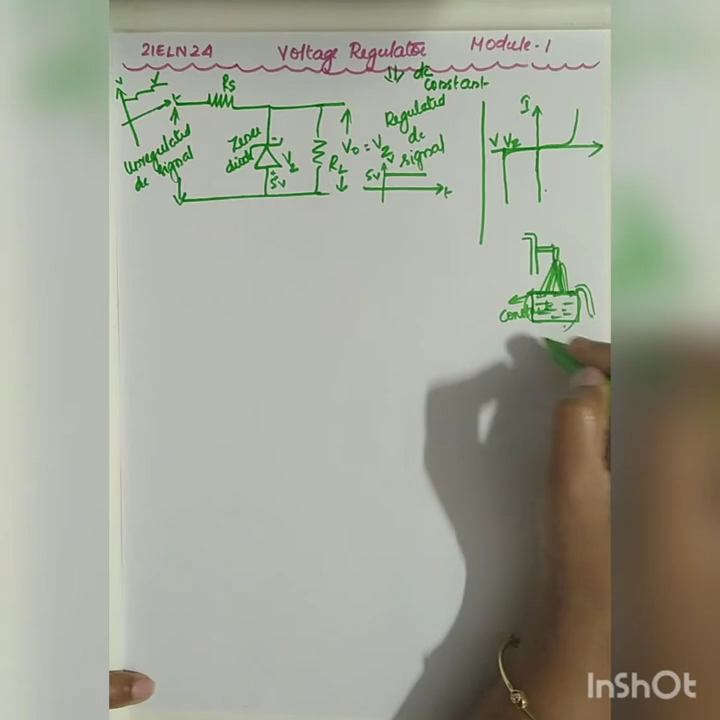 21ELN24 Voltage Regulator Module-1
dc
constant
V
t
Rs
Unregulated
dc signal
Zener
diode
Vz
5V
RL
Vo = Vz
Regulated
dc
signal
V
5V
t
I
V Vz
Constant
InShOt